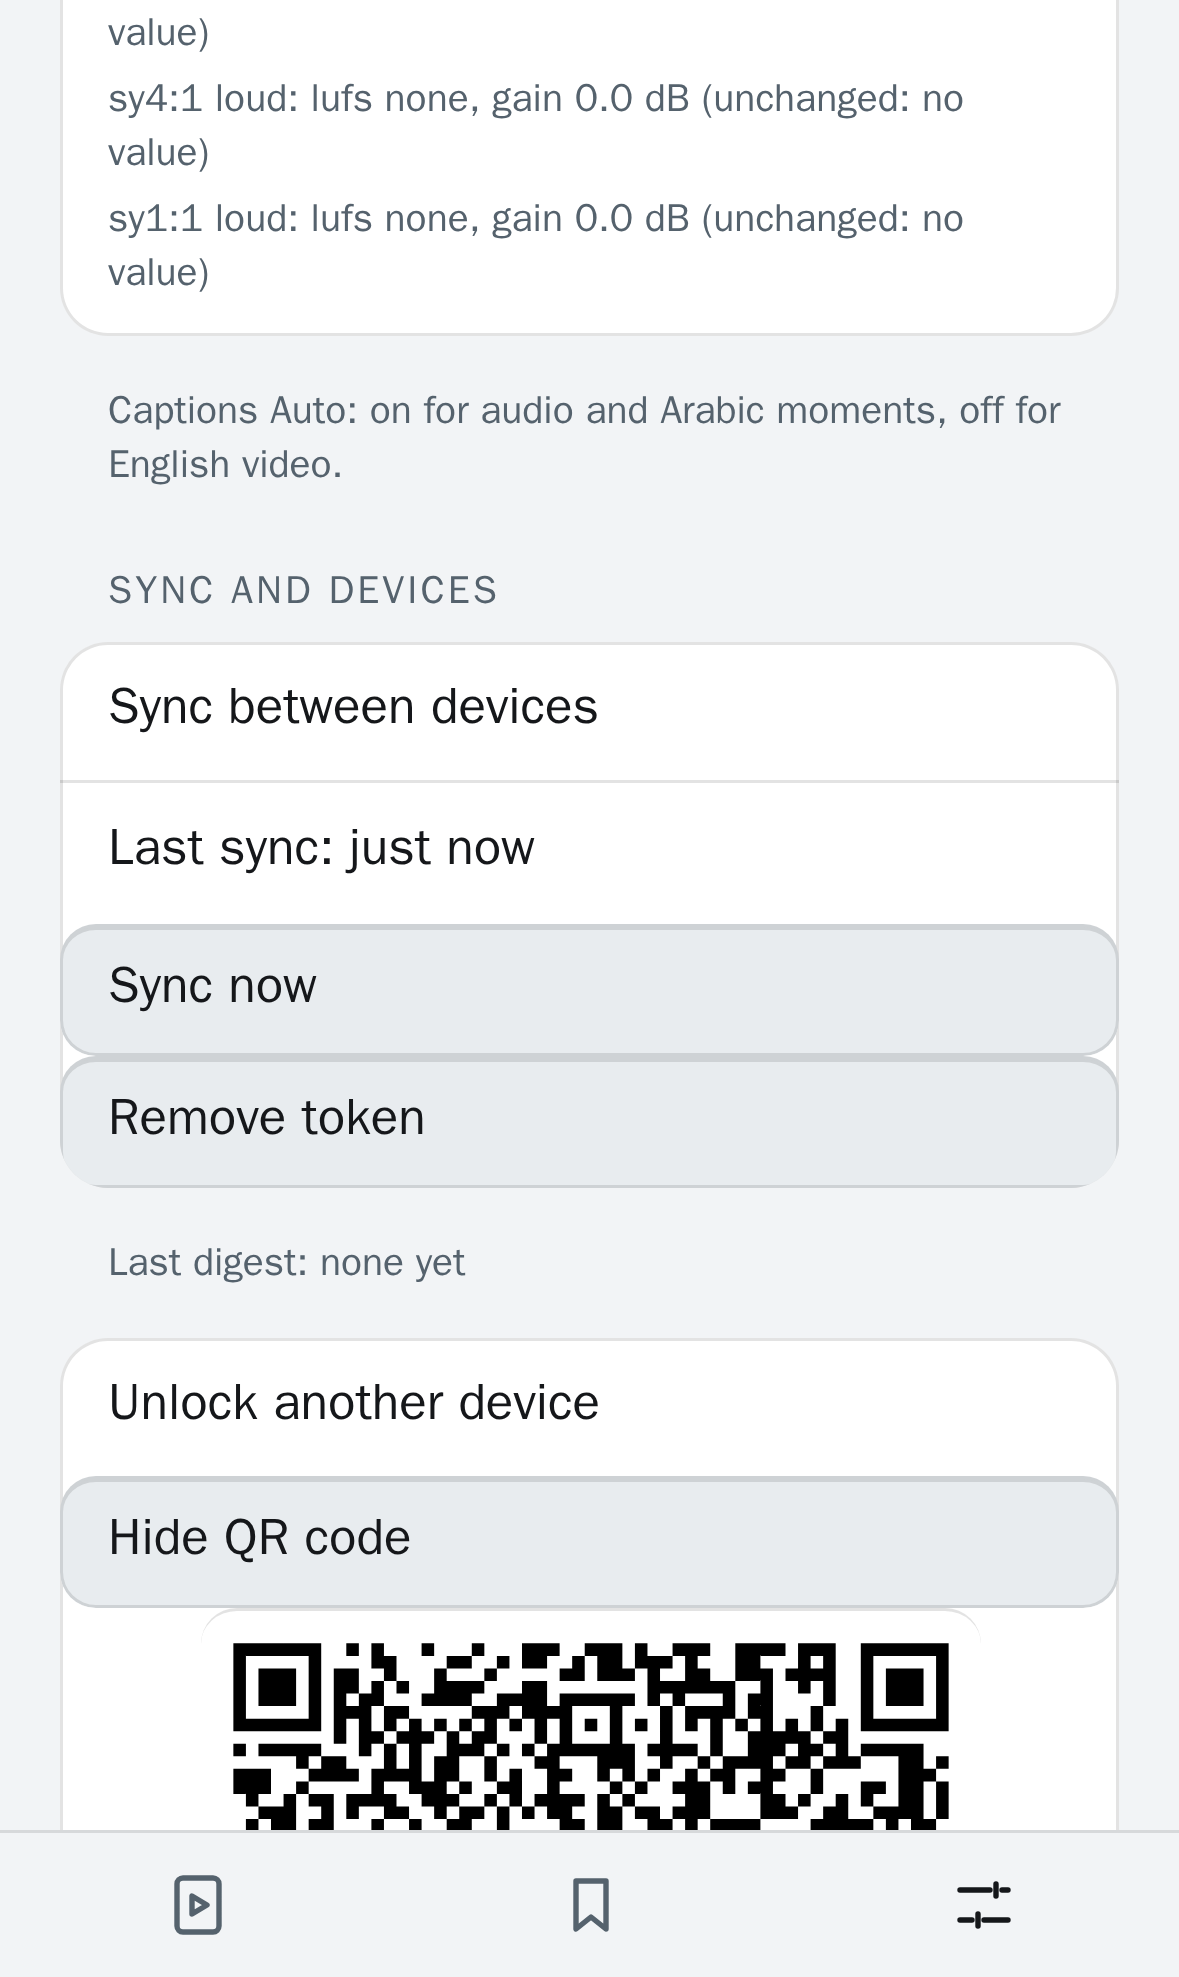 value)
sy4:1 loud: lufs none, gain 0.0 dB (unchanged: no
value)
sy1:1 loud: lufs none, gain 0.0 dB (unchanged: no
value)
Captions Auto: on for audio and Arabic moments, off for
English video.
SYNC AND DEVICES
Sync between devices
Last sync: just now
Sync now
Remove token
Last digest: none yet
Unlock another device
Hide QR code